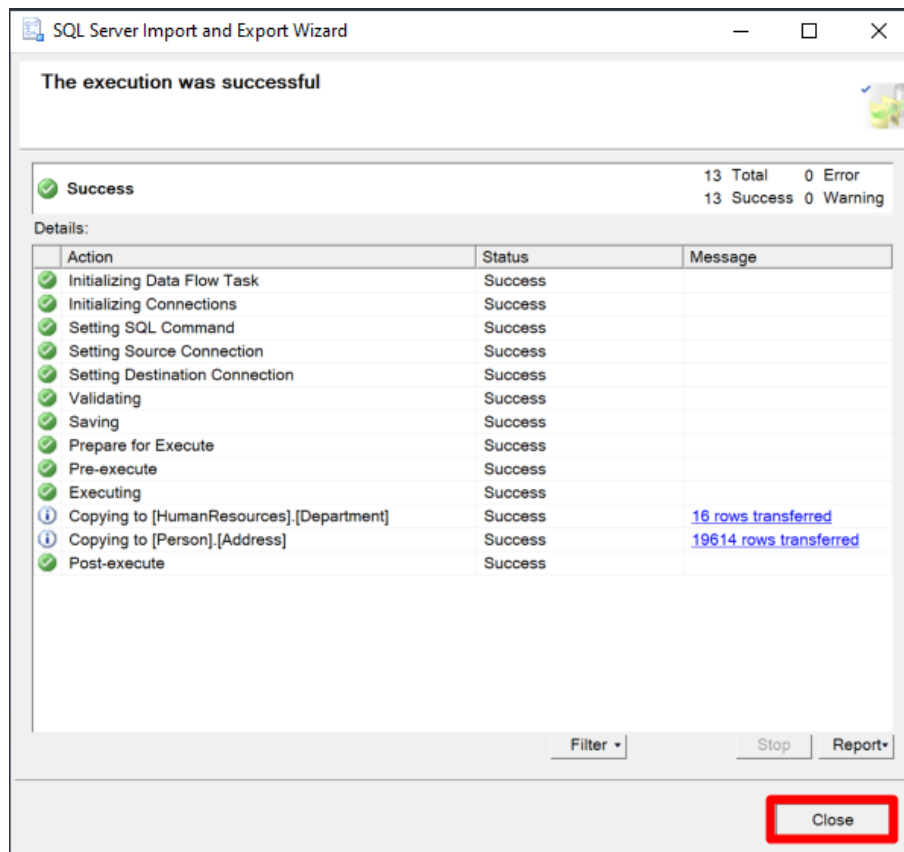 SQL Server Import and Export Wizard
The execution was successful
Success
13 Total 0 Error
13 Success 0 Warning
Details:
Action Status Message
Initializing Data Flow Task Success
Initializing Connections Success
Setting SQL Command Success
Setting Source Connection Success
Setting Destination Connection Success
Validating Success
Saving Success
Prepare for Execute Success
Pre-execute Success
Executing Success
Copying to [HumanResources].[Department] Success 16 rows transferred
Copying to [Person].[Address] Success 19614 rows transferred
Post-execute Success
Filter Stop Report
Close